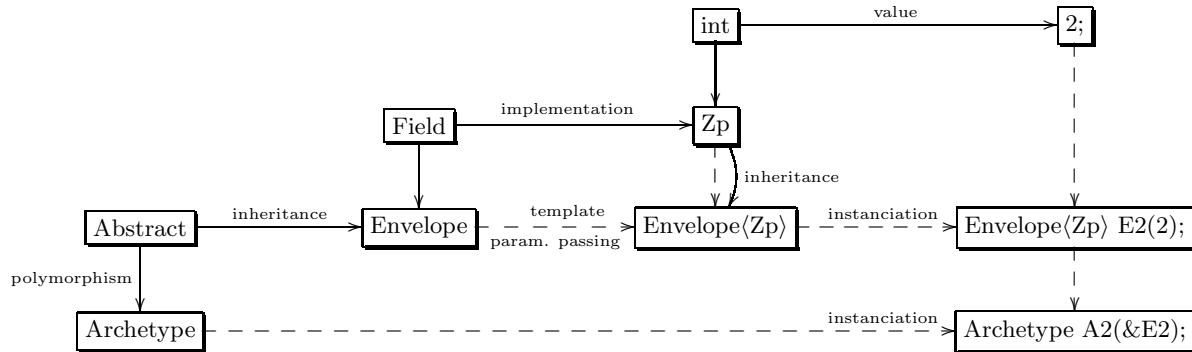 int
value
2;
Field
implementation
Zp
inheritance
Abstract
inheritance
Envelope
template
param. passing
Envelope⟨Zp⟩
instanciation
Envelope⟨Zp⟩ E2(2);
polymorphism
Archetype
instanciation
Archetype A2(&E2);